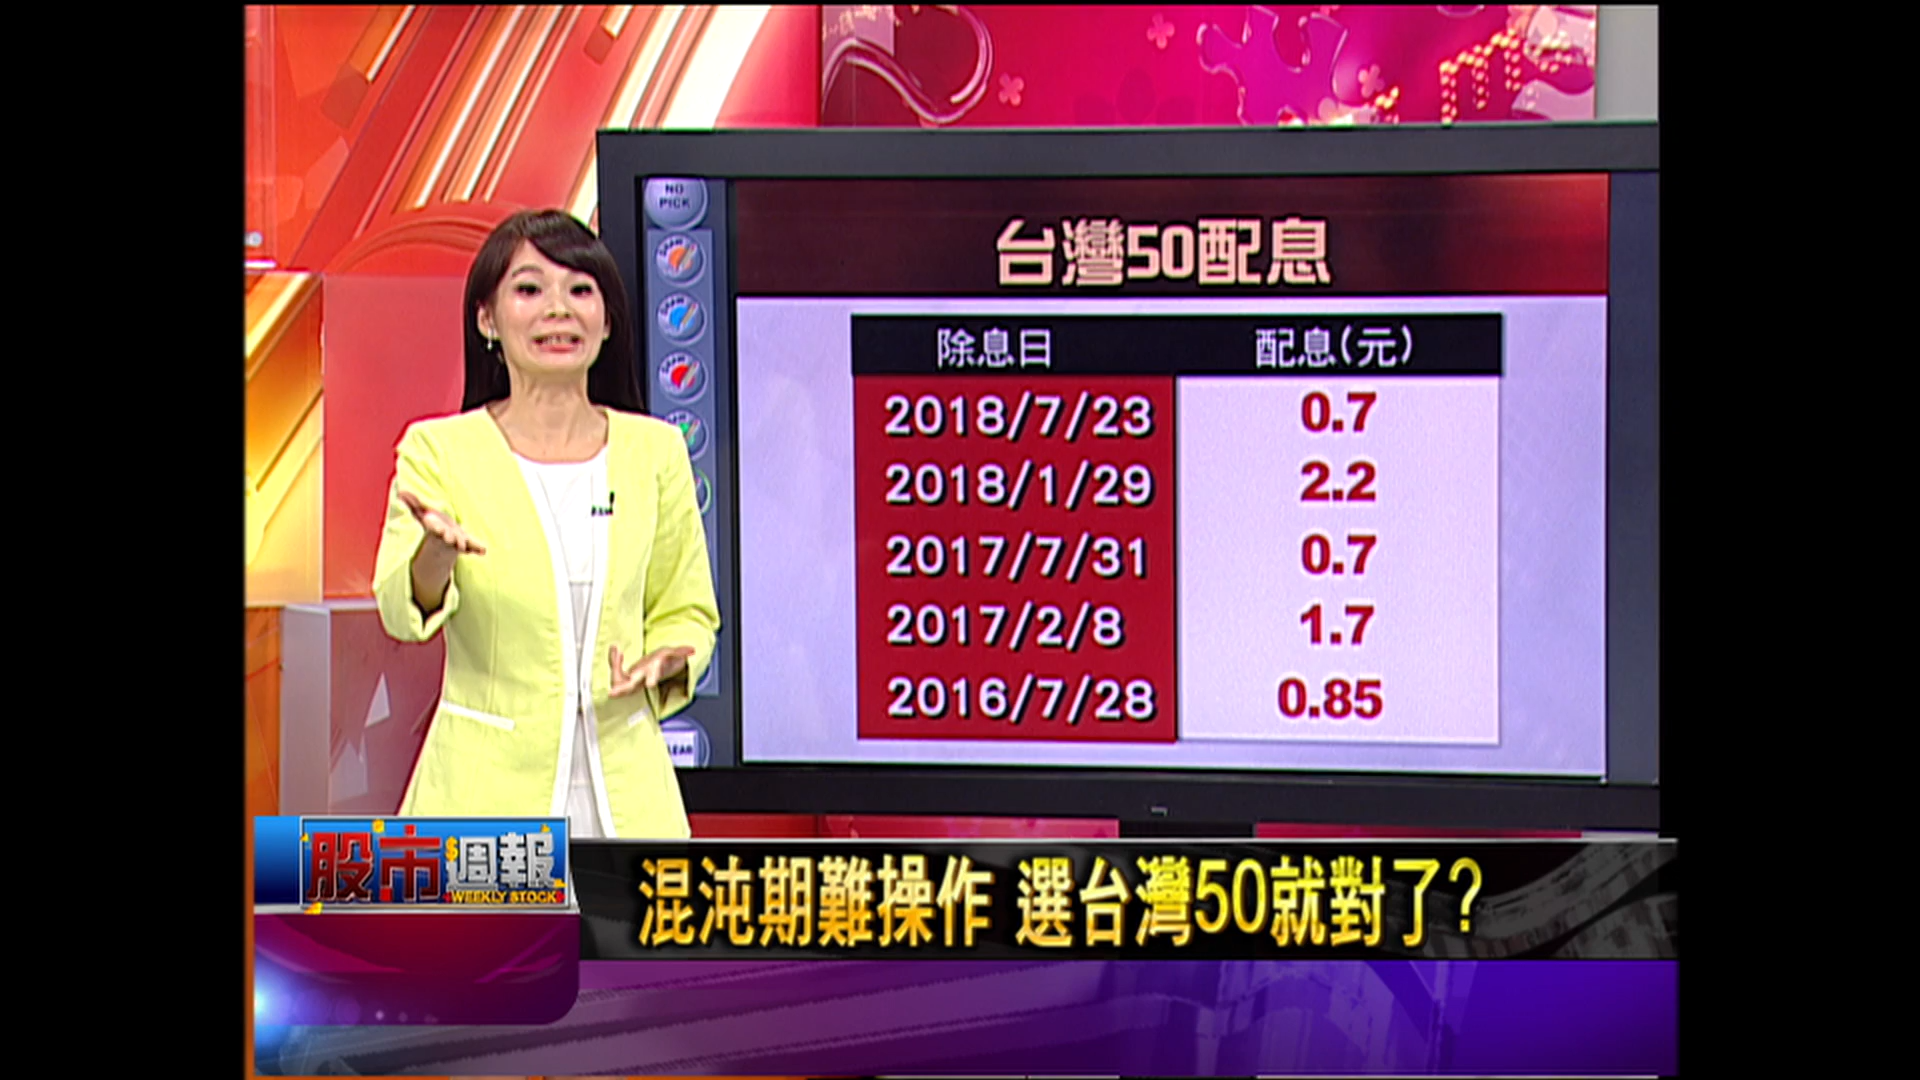 NO
PICK
台灣50配息
除息日 配息(元)
2018/7/23 0.7
2018/1/29 2.2
2017/7/31 0.7
2017/2/8 1.7
2016/7/28 0.85
股市週報
WEEKLY STOCK
混沌期難操作 選台灣50就對了?